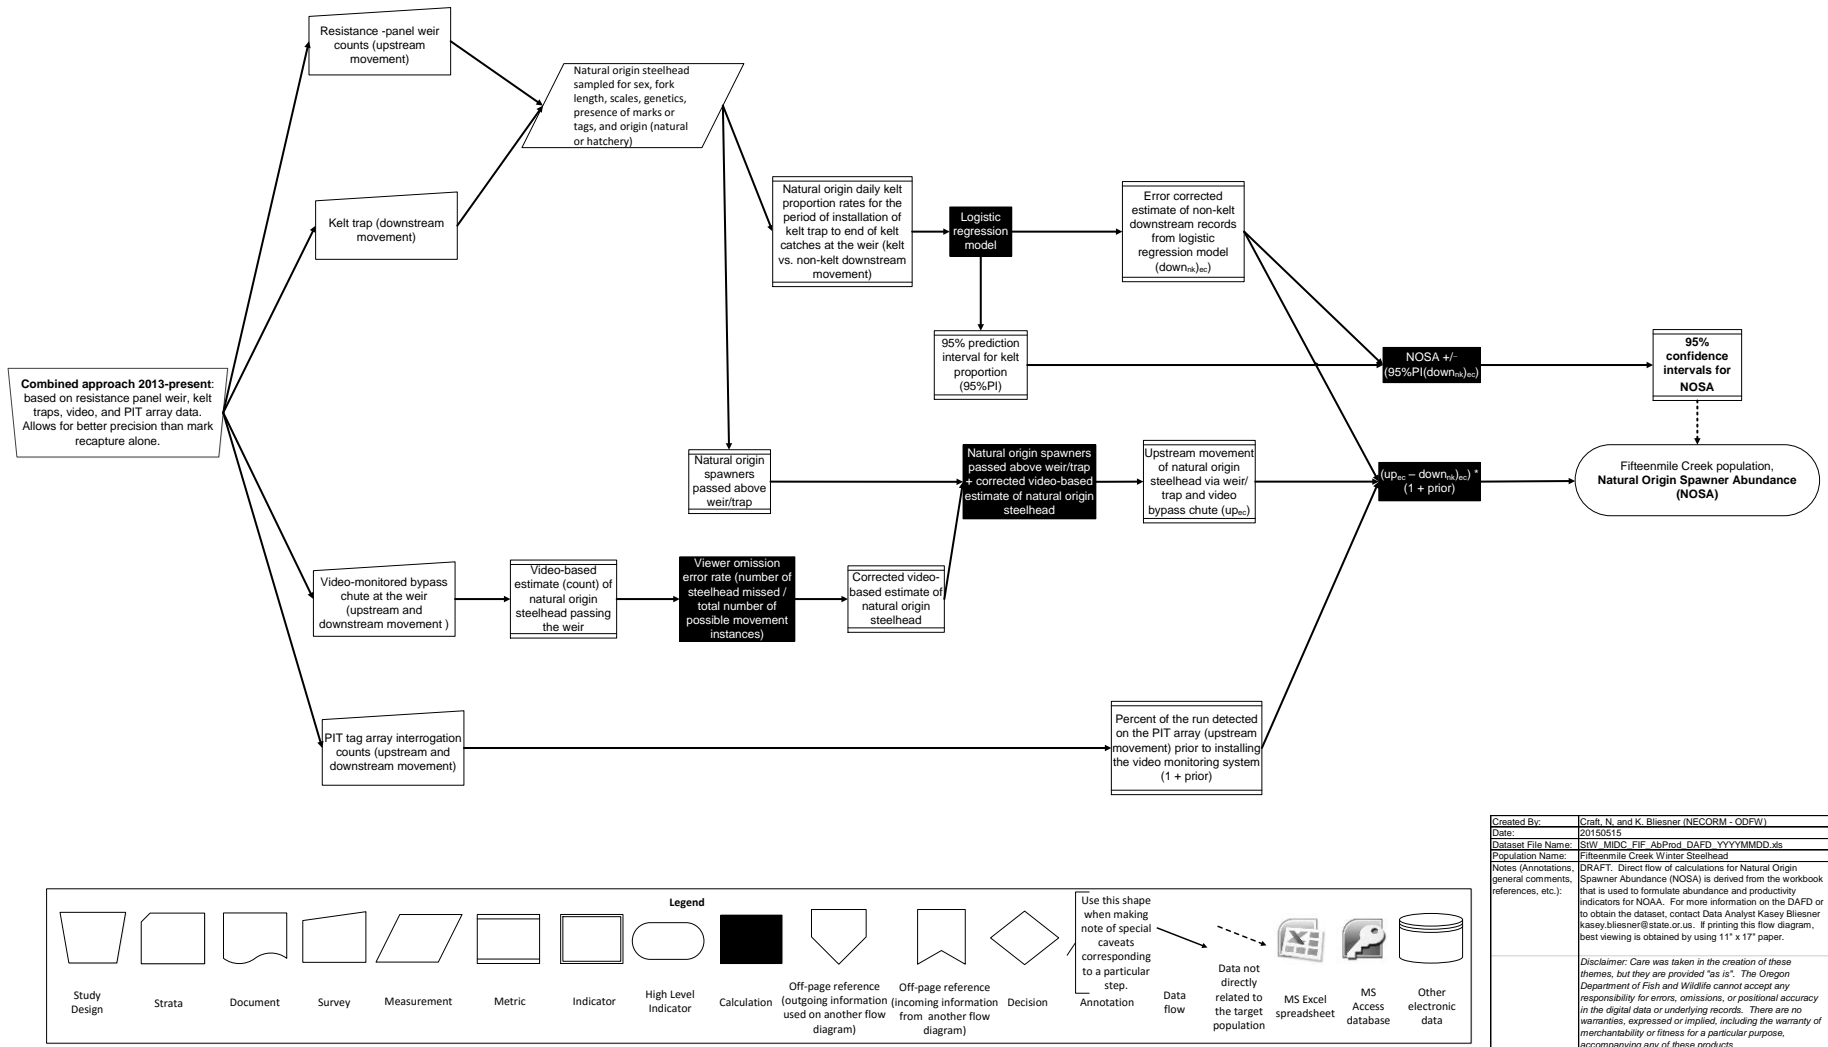 Resistance -panel weir
counts (upstream
movement)
Natural origin steelhead
sampled for sex, fork
length, scales, genetics,
presence of marks or
tags, and origin (natural
or hatchery)
Kelt trap (downstream
movement)
Natural origin daily kelt
proportion rates for the
period of installation of
kelt trap to end of kelt
catches at the weir (kelt
vs. non-kelt downstream
movement)
Logistic
regression
model
Error corrected
estimate of non-kelt
downstream records
from logistic
regression model
(down nk)ec)
95% prediction
interval for kelt
proportion
(95%PI)
NOSA +/-
(95%PI(down nk)ec)
95%
confidence
intervals for
NOSA
Combined approach 2013-present:
based on resistance panel weir, kelt
traps, video, and PIT array data.
Allows for better precision than mark
recapture alone.
Natural origin
spawners
passed above
weir/trap
Natural origin spawners
passed above weir/trap
+ corrected video-based
estimate of natural origin
steelhead
Upstream movement
of natural origin
steelhead via weir/
trap and video
bypass chute (upec)
(upec – down nk)ec) *
(1 + prior)
Fifteenmile Creek population,
Natural Origin Spawner Abundance
(NOSA)
Video-monitored bypass
chute at the weir
(upstream and
downstream movement )
Video-based
estimate (count) of
natural origin
steelhead passing
the weir
Viewer omission
error rate (number of
steelhead missed /
total number of
possible movement
instances)
Corrected video-
based estimate of
natural origin
steelhead
PIT tag array interrogation
counts (upstream and
downstream movement)
Percent of the run detected
on the PIT array (upstream
movement) prior to installing
the video monitoring system
(1 + prior)
Legend
Study
Design
Strata
Document
Survey
Measurement
Metric
Indicator
High Level
Indicator
Calculation
Off-page reference
(outgoing information
used on another flow
diagram)
Off-page reference
(incoming information
from another flow
diagram)
Decision
Use this shape
when making
note of special
caveats
corresponding
to a particular
step.
Annotation
Data
flow
Data not
directly
related to
the target
population
MS Excel
spreadsheet
MS
Access
database
Other
electronic
data
Created By: Craft, N, and K. Bliesner (NECORM - ODFW)
Date: 20150515
Dataset File Name: StW_MIDC_FIF_AbProd_DAFD_YYYYMMDD.xls
Population Name: Fifteenmile Creek Winter Steelhead
Notes (Annotations,
general comments,
references, etc.):
DRAFT. Direct flow of calculations for Natural Origin
Spawner Abundance (NOSA) is derived from the workbook
that is used to formulate abundance and productivity
indicators for NOAA. For more information on the DAFD or
to obtain the dataset, contact Data Analyst Kasey Bliesner
kasey.bliesner@state.or.us. If printing this flow diagram,
best viewing is obtained by using 11" x 17" paper.
Disclaimer: Care was taken in the creation of these
themes, but they are provided "as is". The Oregon
Department of Fish and Wildlife cannot accept any
responsibility for errors, omissions, or positional accuracy
in the digital data or underlying records. There are no
warranties, expressed or implied, including the warranty of
merchantability or fitness for a particular purpose,
accompanying any of these products.